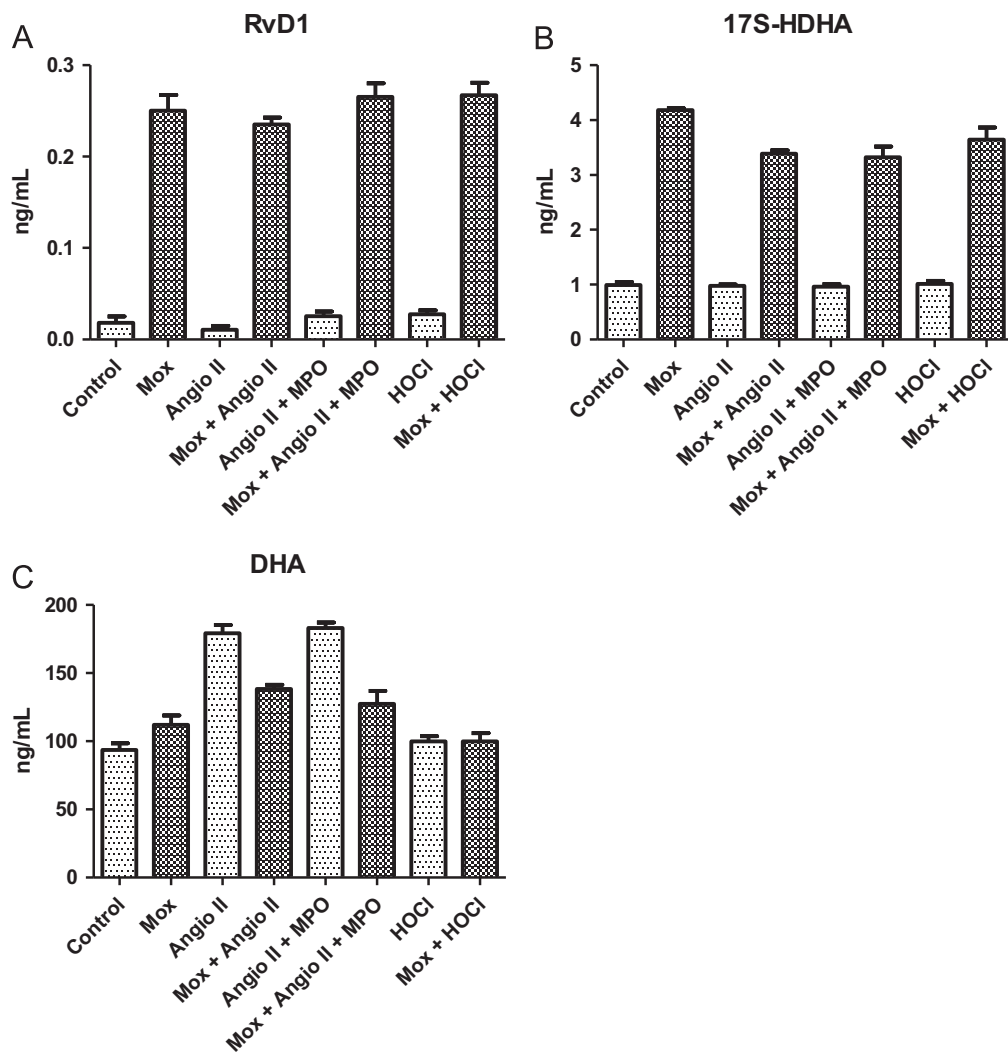 A
RvD1
ng/mL
0.3
0.2
0.1
0.0
Control
Mox
Angio II
Mox + Angio II
Angio II + MPO
Mox + Angio II + MPO
HOCl
Mox + HOCl
B
17S-HDHA
ng/mL
5
4
3
2
1
0
Control
Mox
Angio II
Mox + Angio II
Angio II + MPO
Mox + Angio II + MPO
HOCl
Mox + HOCl
C
DHA
ng/mL
200
150
100
50
0
Control
Mox
Angio II
Mox + Angio II
Angio II + MPO
Mox + Angio II + MPO
HOCl
Mox + HOCl